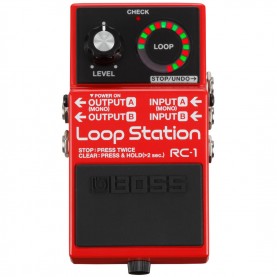 CHECK
LEVEL
LOOP
STOP/UNDO→
▼ POWER ON
←OUTPUT A
(MONO)
←OUTPUT B
INPUT A←
(MONO)
INPUT B←
Loop Station
STOP: PRESS TWICE
CLEAR: PRESS & HOLD (>2 sec.)
RC-1
BOSS